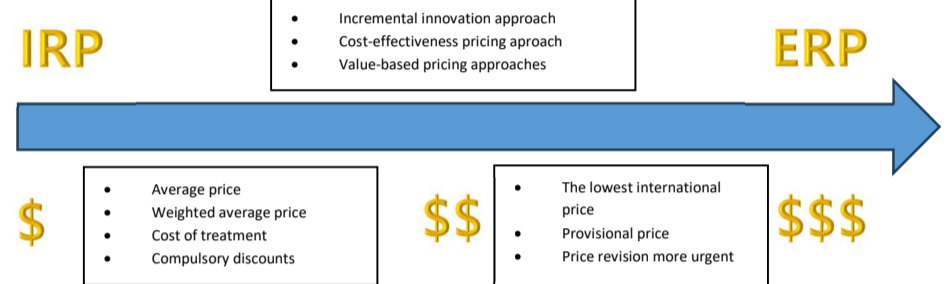 IRP
• Incremental innovation approach
• Cost-effectiveness pricing aproach
• Value-based pricing approaches
ERP
$
• Average price
• Weighted average price
• Cost of treatment
• Compulsory discounts
$$
• The lowest international
price
• Provisional price
• Price revision more urgent
$$$